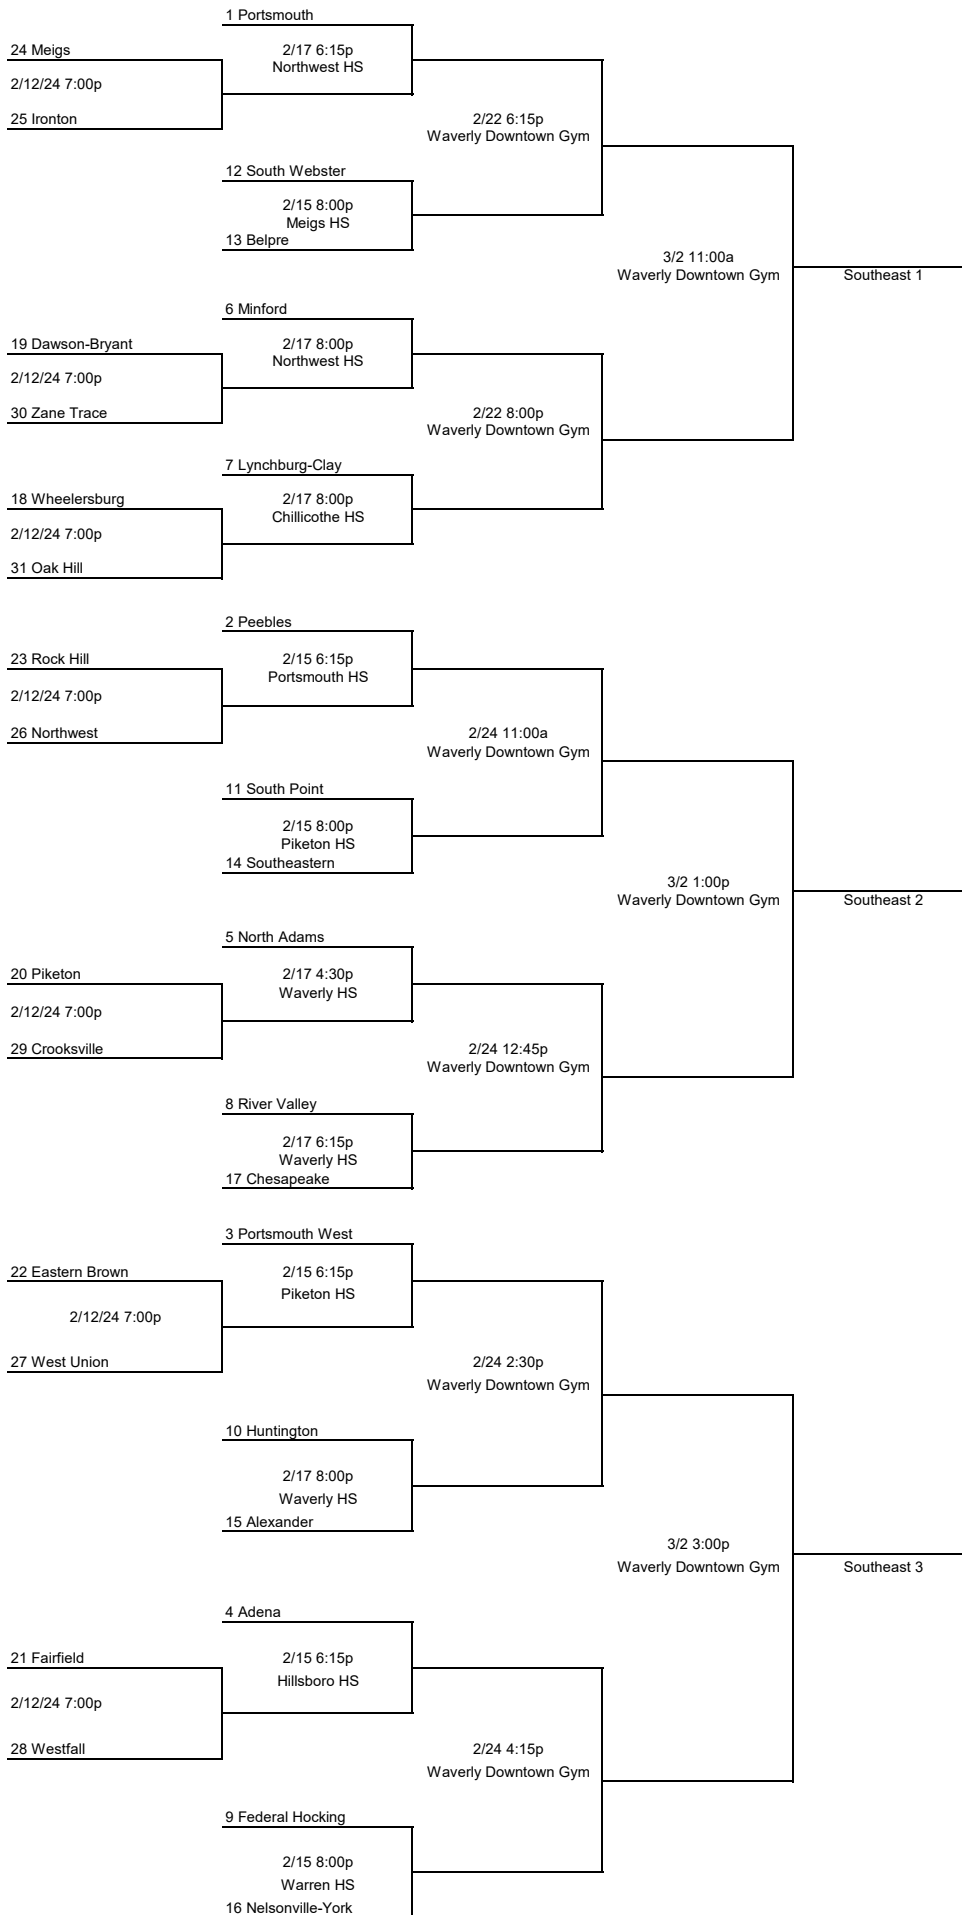 1 Portsmouth
24 Meigs
2/17 6:15p
Northwest HS
2/12/24 7:00p
25 Ironton
2/22 6:15p
Waverly Downtown Gym
12 South Webster
2/15 8:00p
Meigs HS
13 Belpre
3/2 11:00a
Waverly Downtown Gym
Southeast 1
6 Minford
19 Dawson-Bryant
2/17 8:00p
Northwest HS
2/12/24 7:00p
30 Zane Trace
2/22 8:00p
Waverly Downtown Gym
7 Lynchburg-Clay
18 Wheelersburg
2/17 8:00p
Chillicothe HS
2/12/24 7:00p
31 Oak Hill
2 Peebles
23 Rock Hill
2/15 6:15p
Portsmouth HS
2/12/24 7:00p
26 Northwest
2/24 11:00a
Waverly Downtown Gym
11 South Point
2/15 8:00p
Piketon HS
14 Southeastern
3/2 1:00p
Waverly Downtown Gym
Southeast 2
5 North Adams
20 Piketon
2/17 4:30p
Waverly HS
2/12/24 7:00p
29 Crooksville
2/24 12:45p
Waverly Downtown Gym
8 River Valley
2/17 6:15p
Waverly HS
17 Chesapeake
3 Portsmouth West
22 Eastern Brown
2/15 6:15p
Piketon HS
2/12/24 7:00p
27 West Union
2/24 2:30p
Waverly Downtown Gym
10 Huntington
2/17 8:00p
Waverly HS
15 Alexander
3/2 3:00p
Waverly Downtown Gym
Southeast 3
4 Adena
21 Fairfield
2/15 6:15p
Hillsboro HS
2/12/24 7:00p
28 Westfall
2/24 4:15p
Waverly Downtown Gym
9 Federal Hocking
2/15 8:00p
Warren HS
16 Nelsonville-York